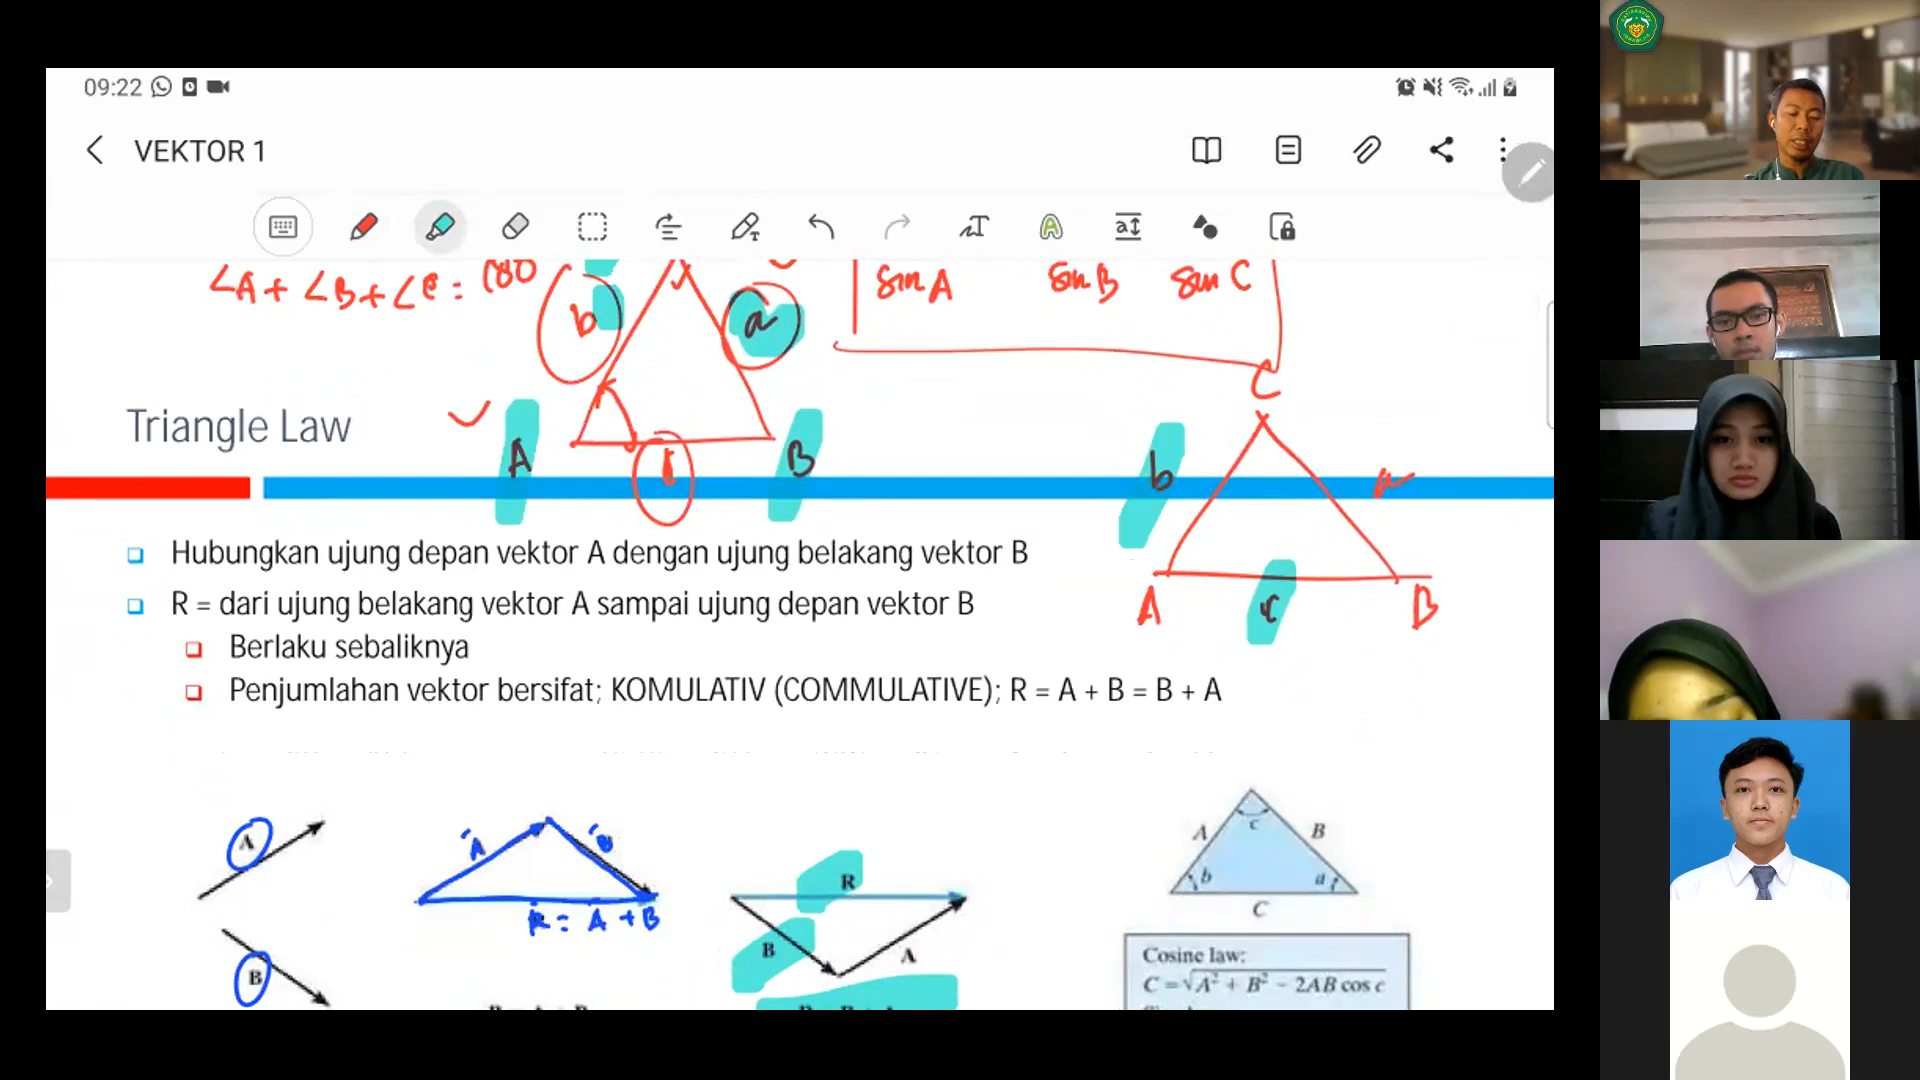 09:22
VEKTOR 1
∠A + ∠B + ∠C = 180
b
a
sin A sin B sin C
C
Triangle Law
A
B
b
a
Hubungkan ujung depan vektor A dengan ujung belakang vektor B
A
c
B
R = dari ujung belakang vektor A sampai ujung depan vektor B
Berlaku sebaliknya
Penjumlahan vektor bersifat; KOMULATIV (COMMULATIVE); R = A + B = B + A
A
A
B
R = A + B
R
B
A
A
c
B
b
a
C
B
Cosine law:
C = √A² + B² - 2AB cos c